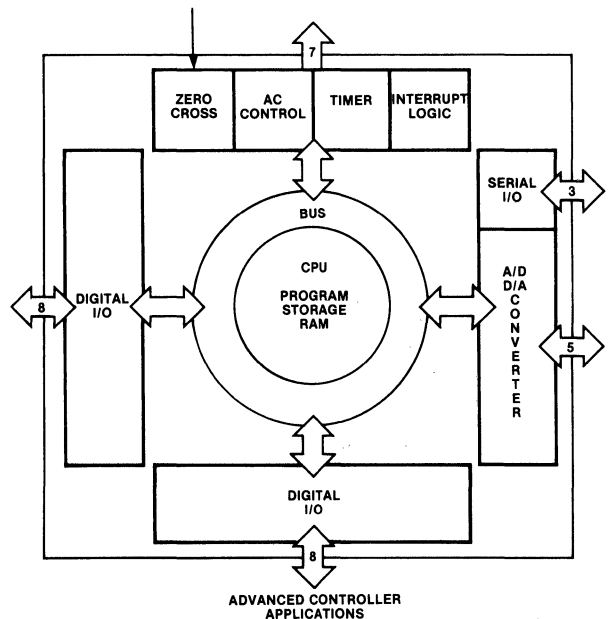 7
ZERO
CROSS
AC
CONTROL
TIMER
INTERRUPT
LOGIC
SERIAL
I/O
3
BUS
CPU
PROGRAM
STORAGE
RAM
8
DIGITAL
I/O
A/D
D/A
CONVERTER
5
DIGITAL
I/O
8
ADVANCED CONTROLLER
APPLICATIONS